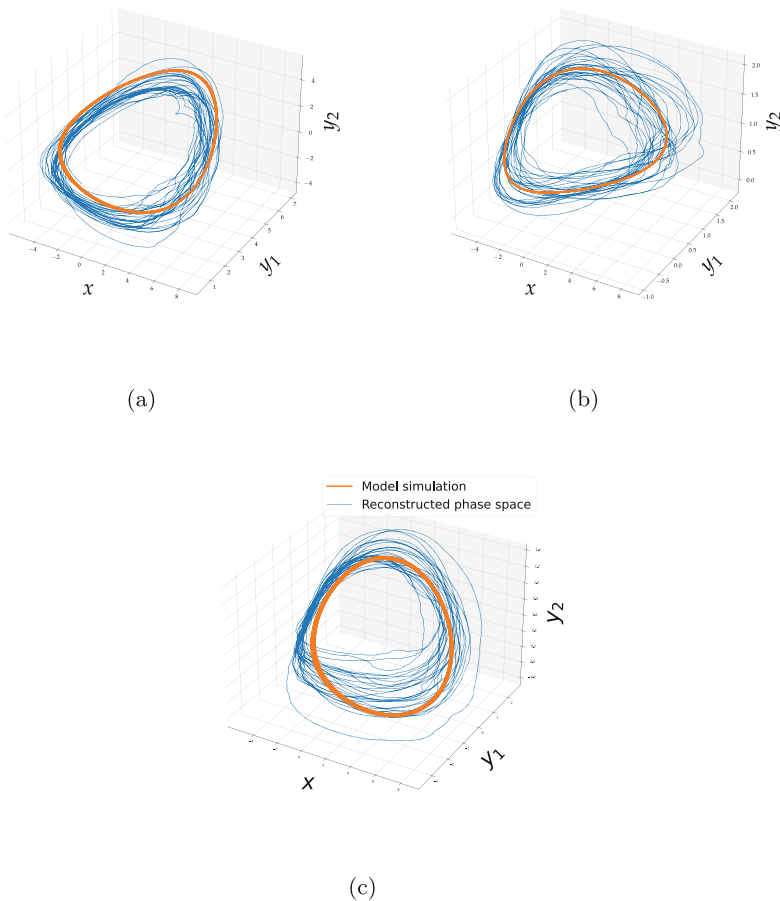 4
2
0
−2
−4
y₂
7
6
5
4
3
2
1
y₁
−4
−2
0
2
4
6
8
x
2.0
1.5
1.0
0.5
0.0
y₂
2.0
1.5
1.0
0.5
0.0
−0.5
−1.0
y₁
−4
−2
0
2
4
6
8
x
(a)
(b)
Model simulation
Reconstructed phase space
y₂
y₁
x
(c)